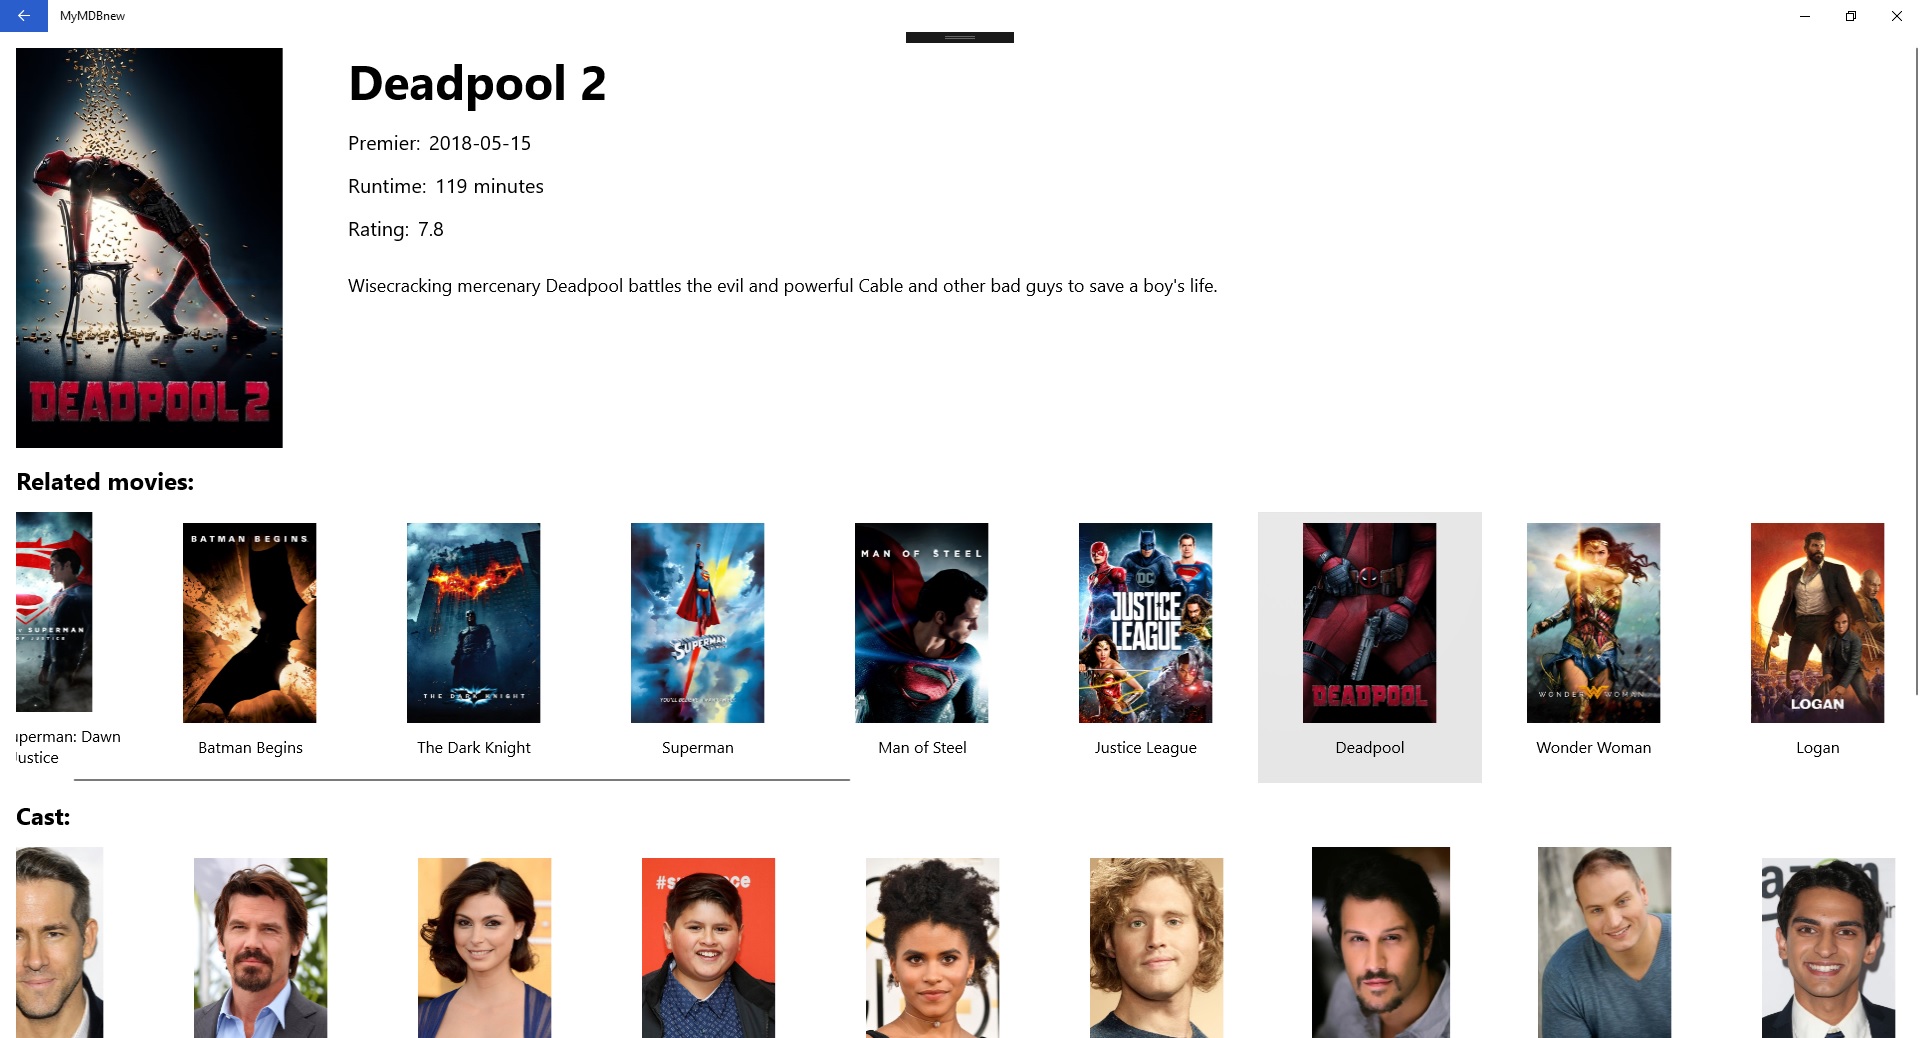 MyMDBnew
Deadpool 2
Premier: 2018-05-15
Runtime: 119 minutes
Rating: 7.8
Wisecracking mercenary Deadpool battles the evil and powerful Cable and other bad guys to save a boy's life.
DEADPOOL 2
Related movies:
V SUPERMAN
OF JUSTICE
BATMAN BEGINS
THE DARK KNIGHT
SUPERMAN
MAN OF STEEL
DC
JUSTICE
LEAGUE
DEADPOOL
WONDER WOMAN
LOGAN
uperman: Dawn
Justice
Batman Begins
The Dark Knight
Superman
Man of Steel
Justice League
Deadpool
Wonder Woman
Logan
Cast: